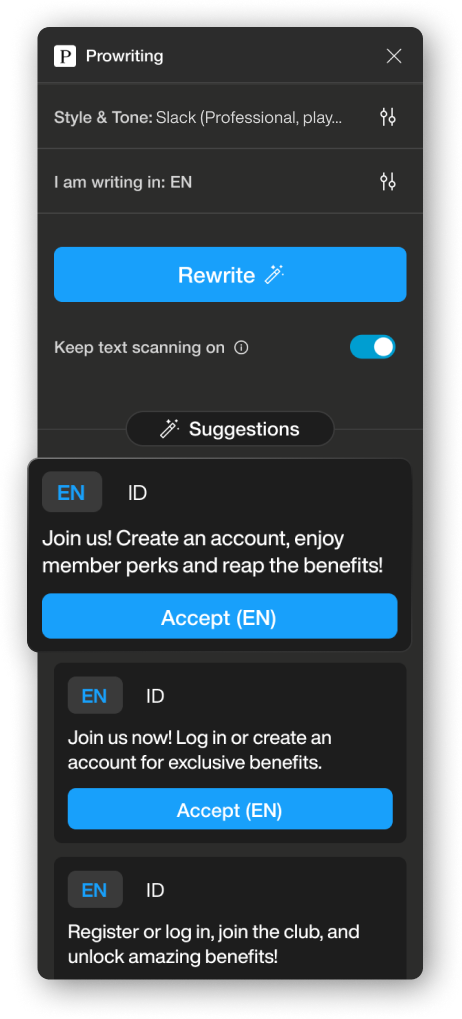 P Prowriting
Style & Tone: Slack (Professional, play...
I am writing in: EN
Rewrite
Keep text scanning on
Suggestions
EN ID
Join us! Create an account, enjoy
member perks and reap the benefits!
Accept (EN)
EN ID
Join us now! Log in or create an
account for exclusive benefits.
Accept (EN)
EN ID
Register or log in, join the club, and
unlock amazing benefits!